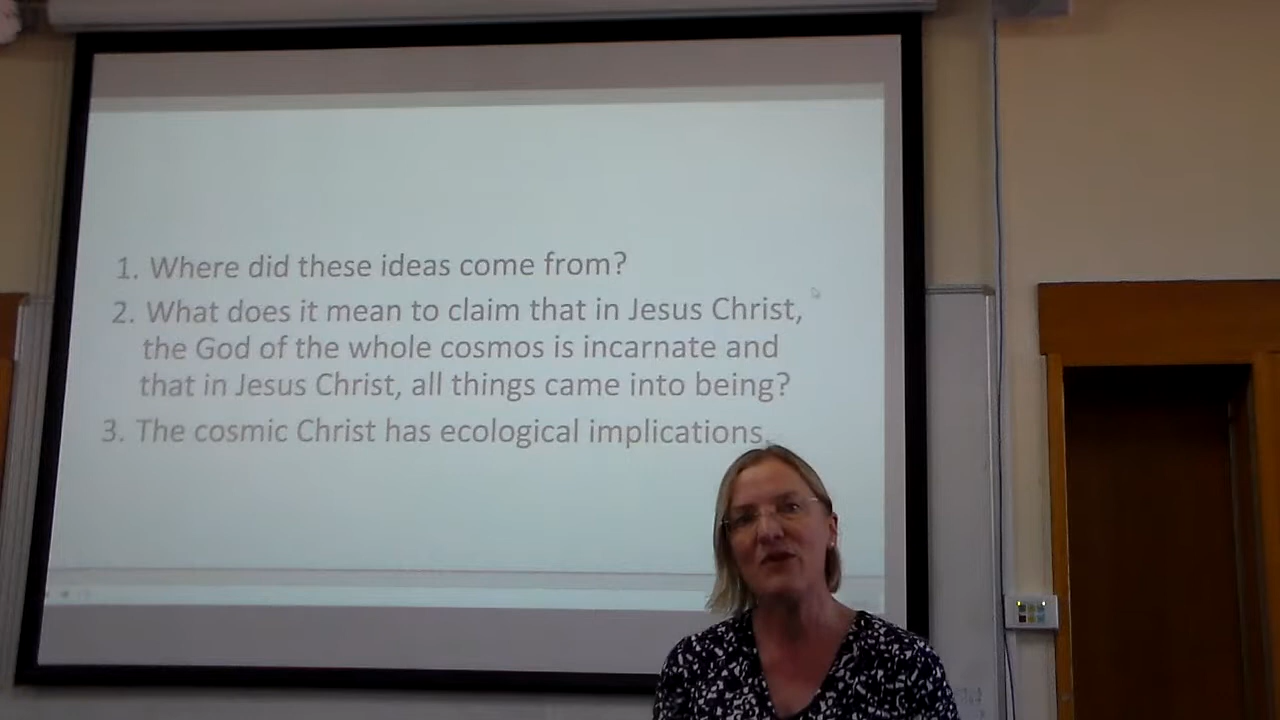 1. Where did these ideas come from?
2. What does it mean to claim that in Jesus Christ,
the God of the whole cosmos is incarnate and
that in Jesus Christ, all things came into being?
3. The cosmic Christ has ecological implications